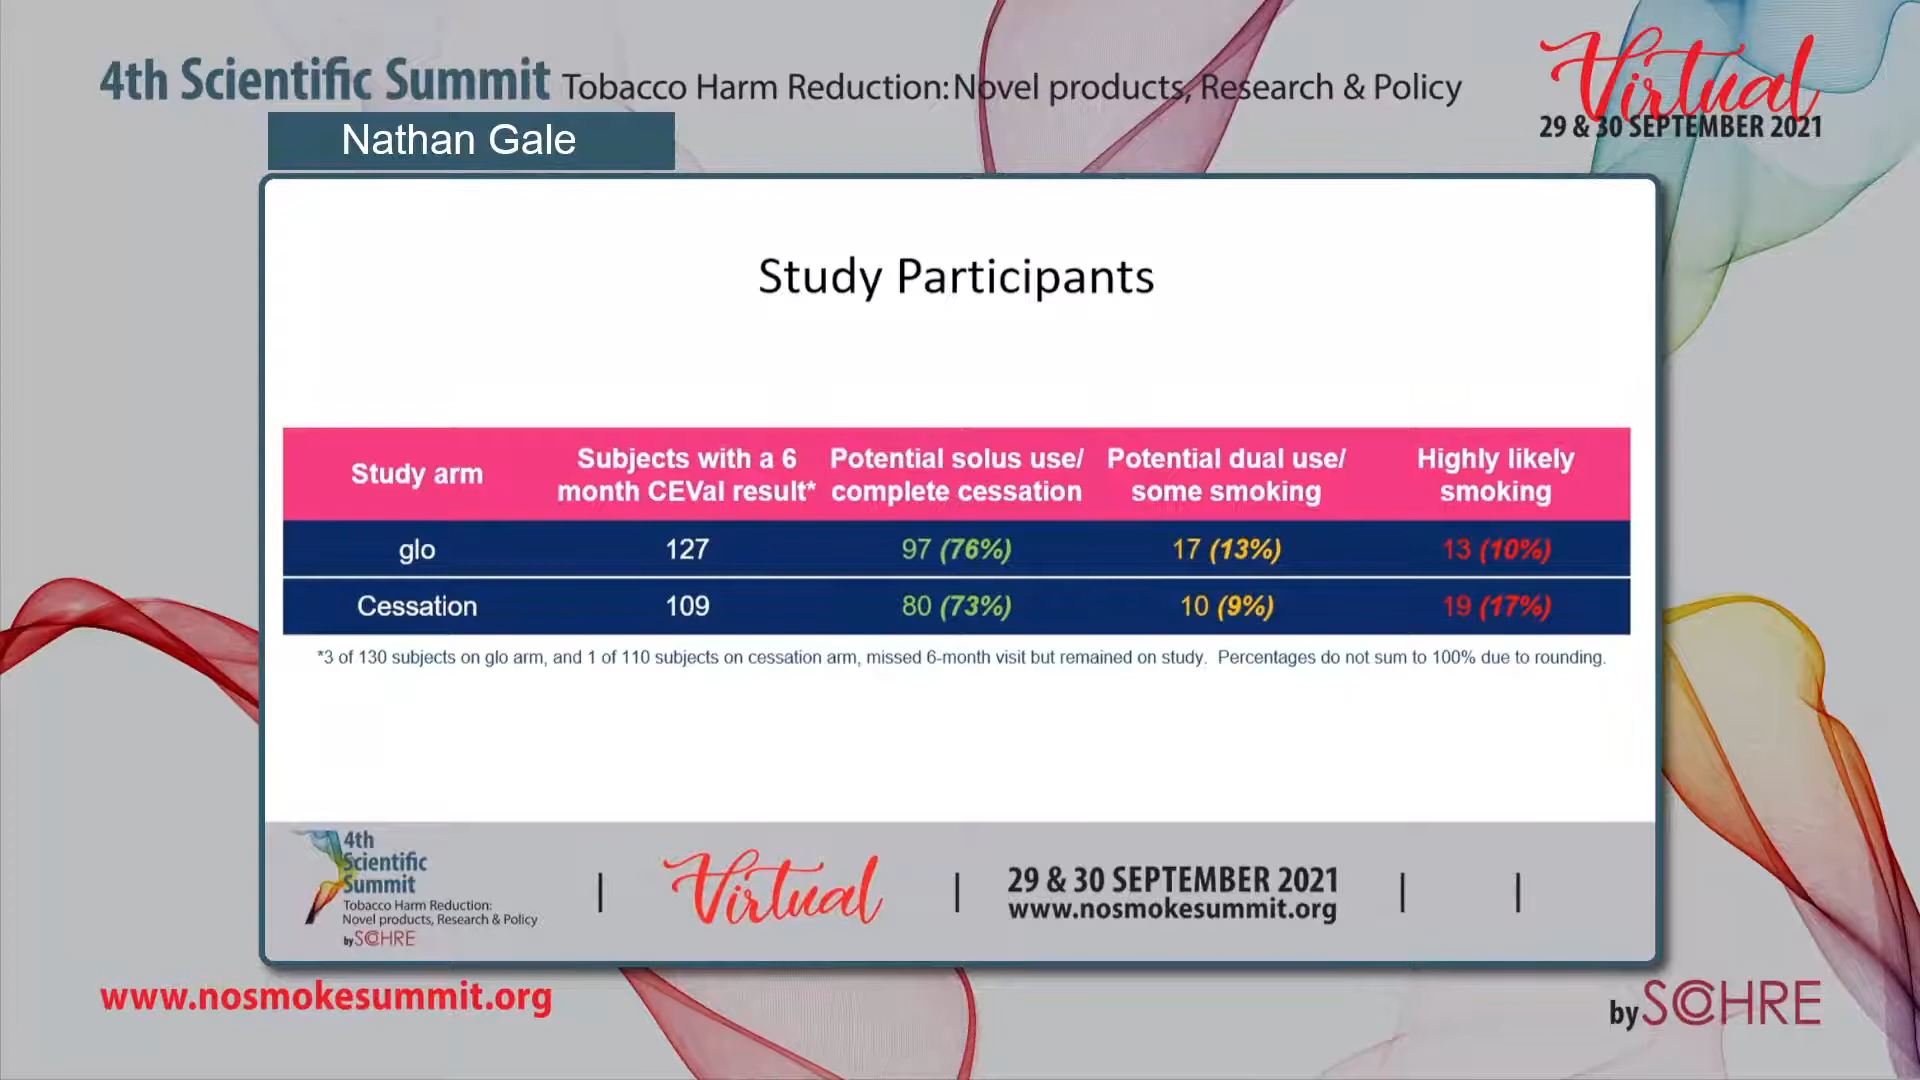 4th Scientific Summit Tobacco Harm Reduction: Novel products, Research & Policy
Virtual
29 & 30 SEPTEMBER 2021
Nathan Gale
Study Participants
Study arm
Subjects with a 6
month CEVal result*
Potential solus use/
complete cessation
Potential dual use/
some smoking
Highly likely
smoking
glo 127 97 (76%) 17 (13%) 13 (10%)
Cessation 109 80 (73%) 10 (9%) 19 (17%)
*3 of 130 subjects on glo arm, and 1 of 110 subjects on cessation arm, missed 6-month visit but remained on study. Percentages do not sum to 100% due to rounding.
4th
Scientific
Summit
Tobacco Harm Reduction:
Novel products, Research & Policy
by SCOHRE
Virtual
29 & 30 SEPTEMBER 2021
www.nosmokesummit.org
www.nosmokesummit.org
by SCOHRE